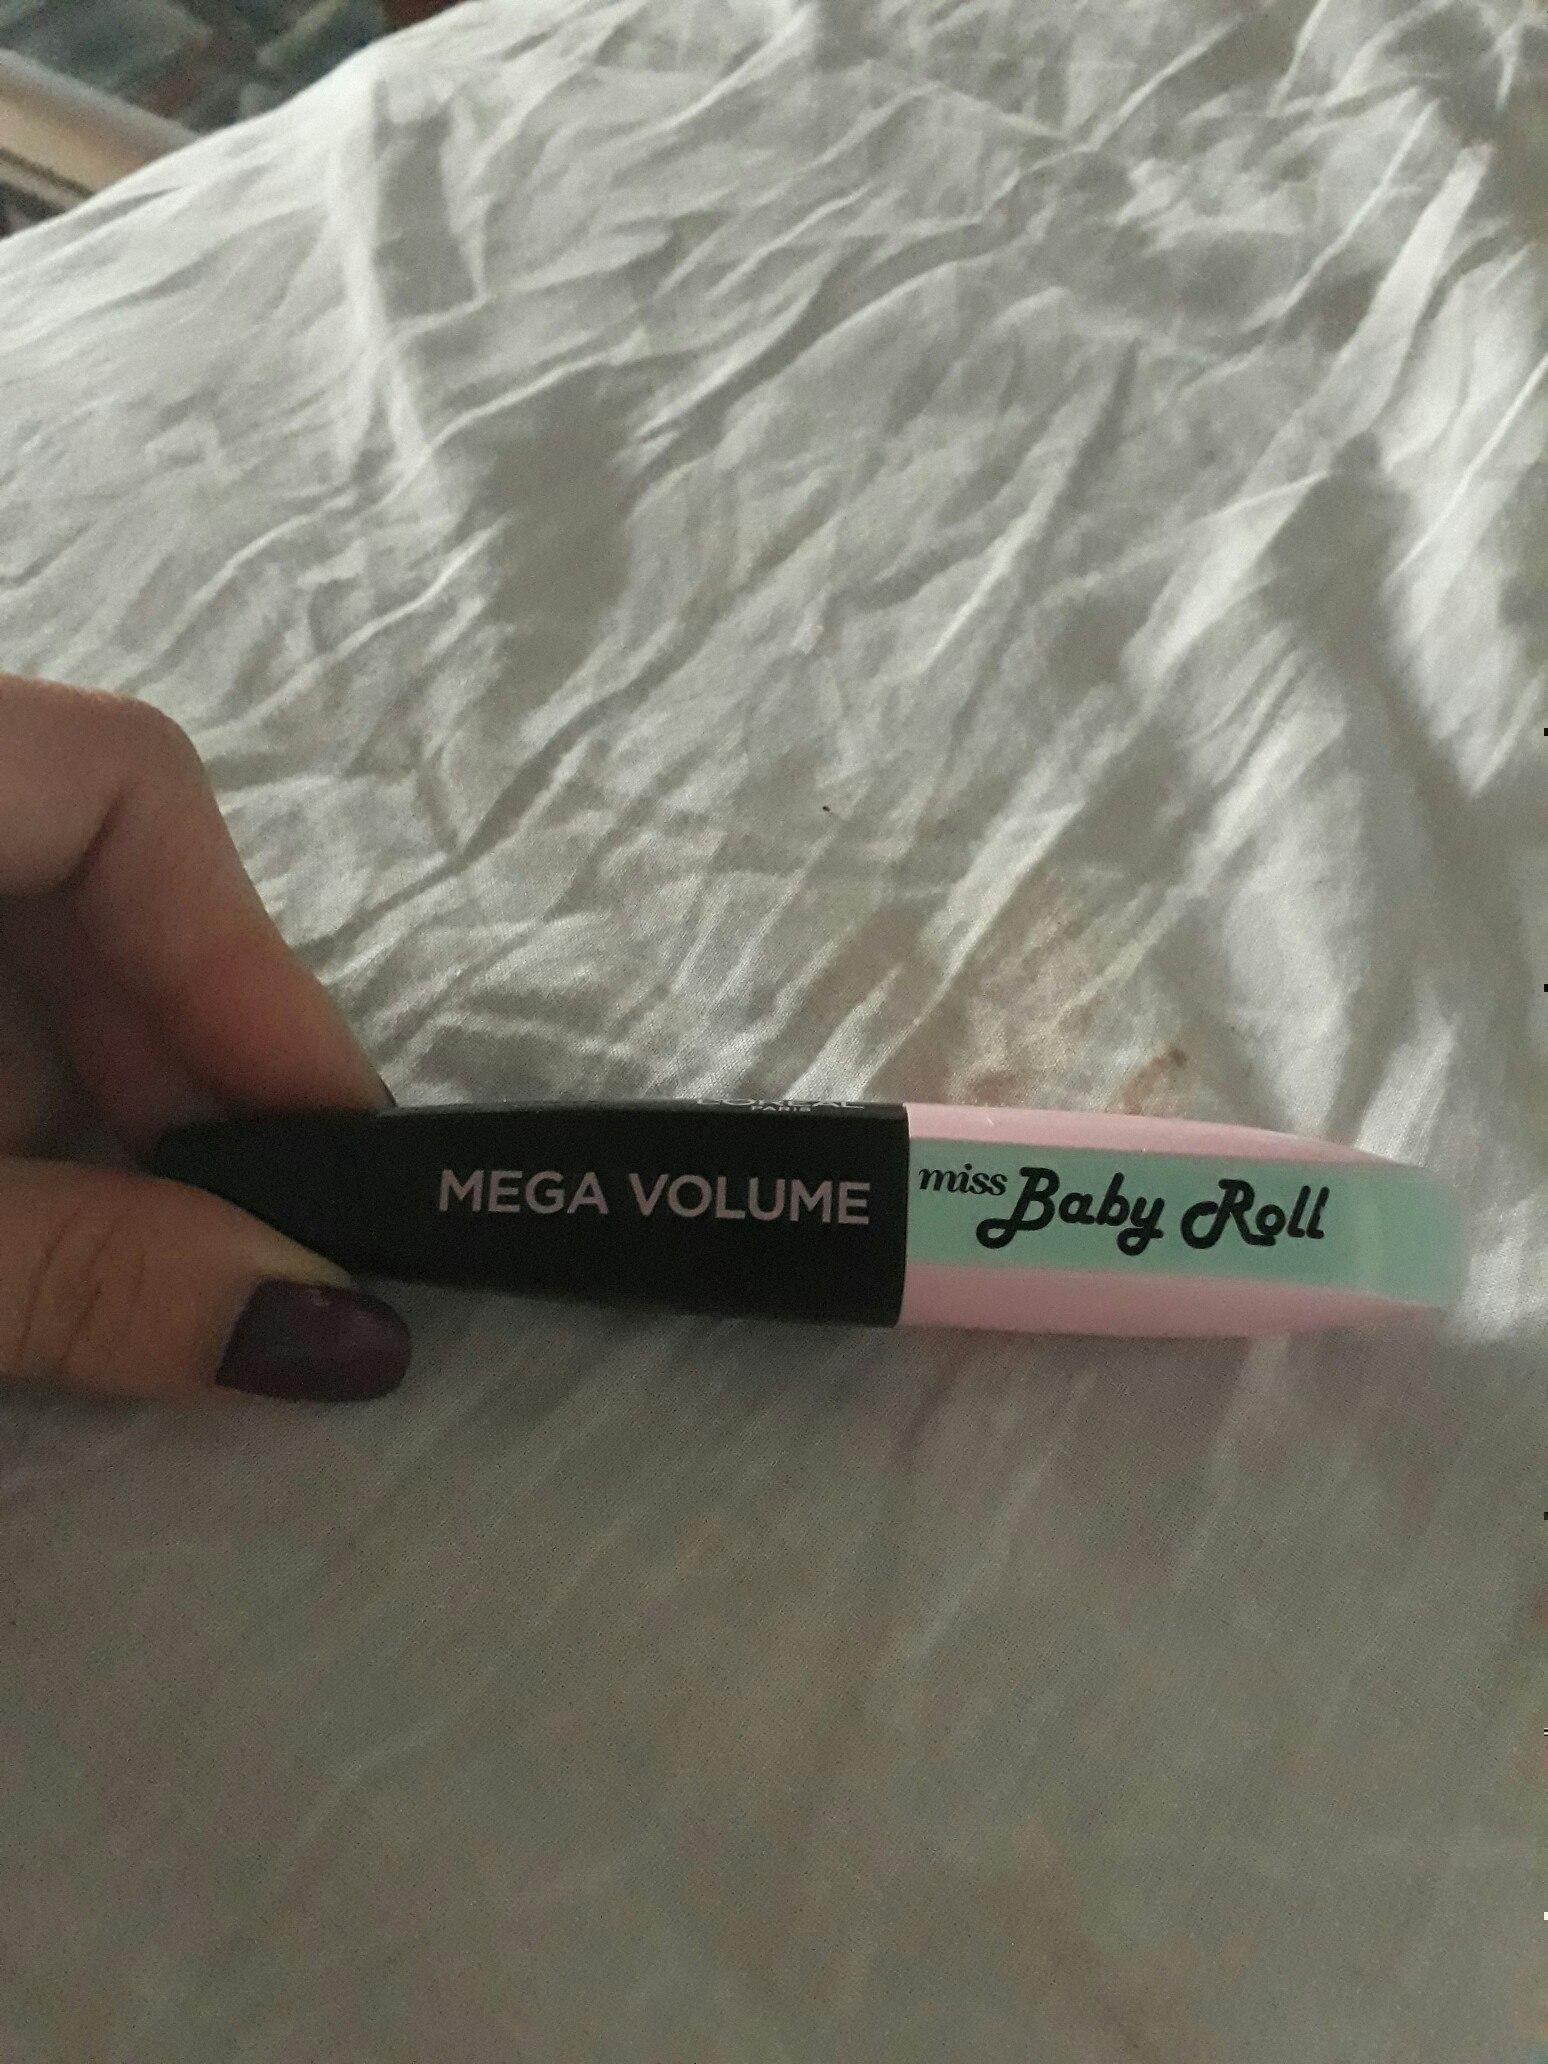 L'ORÉAL
PARIS
MEGA VOLUME
miss Baby Roll